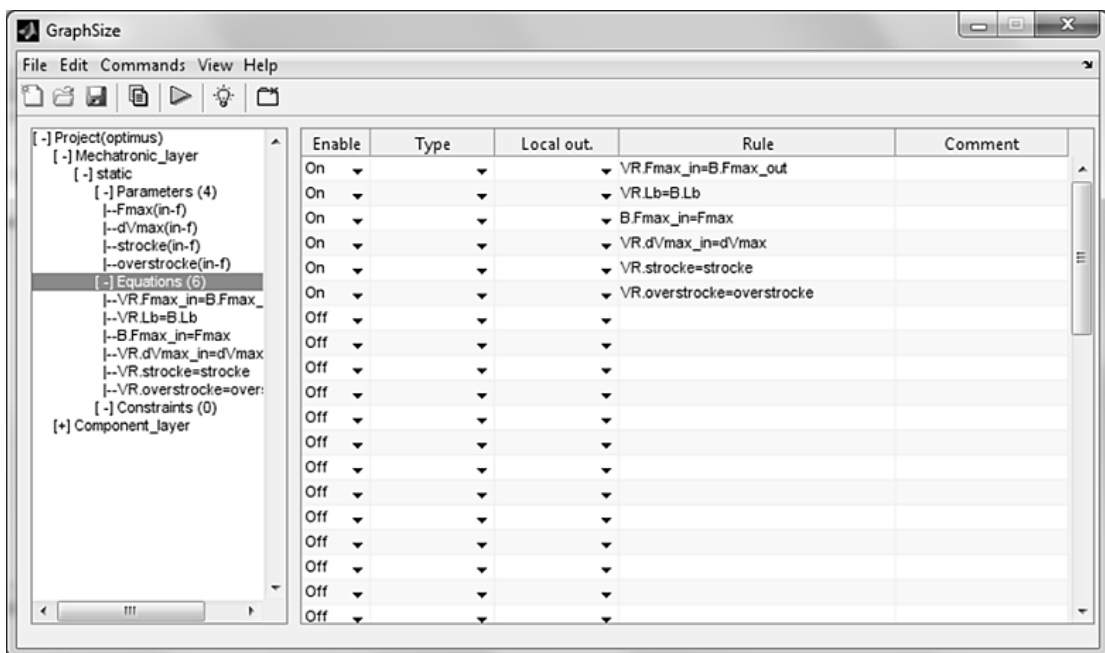 GraphSize
File Edit Commands View Help
[-]Project(optimus)
[-]Mechatronic_layer
[-]static
[-]Parameters (4)
|--Fmax(in-f)
|--dVmax(in-f)
|--strocke(in-f)
|--overstrocke(in-f)
[-]Equations (6)
|--VR.Fmax_in=B.Fmax_
|--VR.Lb=B.Lb
|--B.Fmax_in=Fmax
|--VR.dVmax_in=dVmax
|--VR.strocke=strocke
|--VR.overstrocke=over
[-]Constraints (0)
[+]Component_layer
Enable Type Local out. Rule Comment
On VR.Fmax_in=B.Fmax_out
On VR.Lb=B.Lb
On B.Fmax_in=Fmax
On VR.dVmax_in=dVmax
On VR.strocke=strocke
On VR.overstrocke=overstrocke
Off
Off
Off
Off
Off
Off
Off
Off
Off
Off
Off
Off
Off